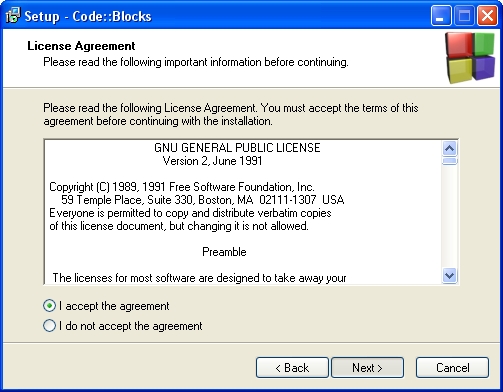 Setup - Code::Blocks
License Agreement
Please read the following important information before continuing.
Please read the following License Agreement. You must accept the terms of this
agreement before continuing with the installation.
GNU GENERAL PUBLIC LICENSE
Version 2, June 1991
Copyright (C) 1989, 1991 Free Software Foundation, Inc.
59 Temple Place, Suite 330, Boston, MA  02111-1307  USA
Everyone is permitted to copy and distribute verbatim copies
of this license document, but changing it is not allowed.
Preamble
The licenses for most software are designed to take away your
I accept the agreement
I do not accept the agreement
< Back
Next >
Cancel